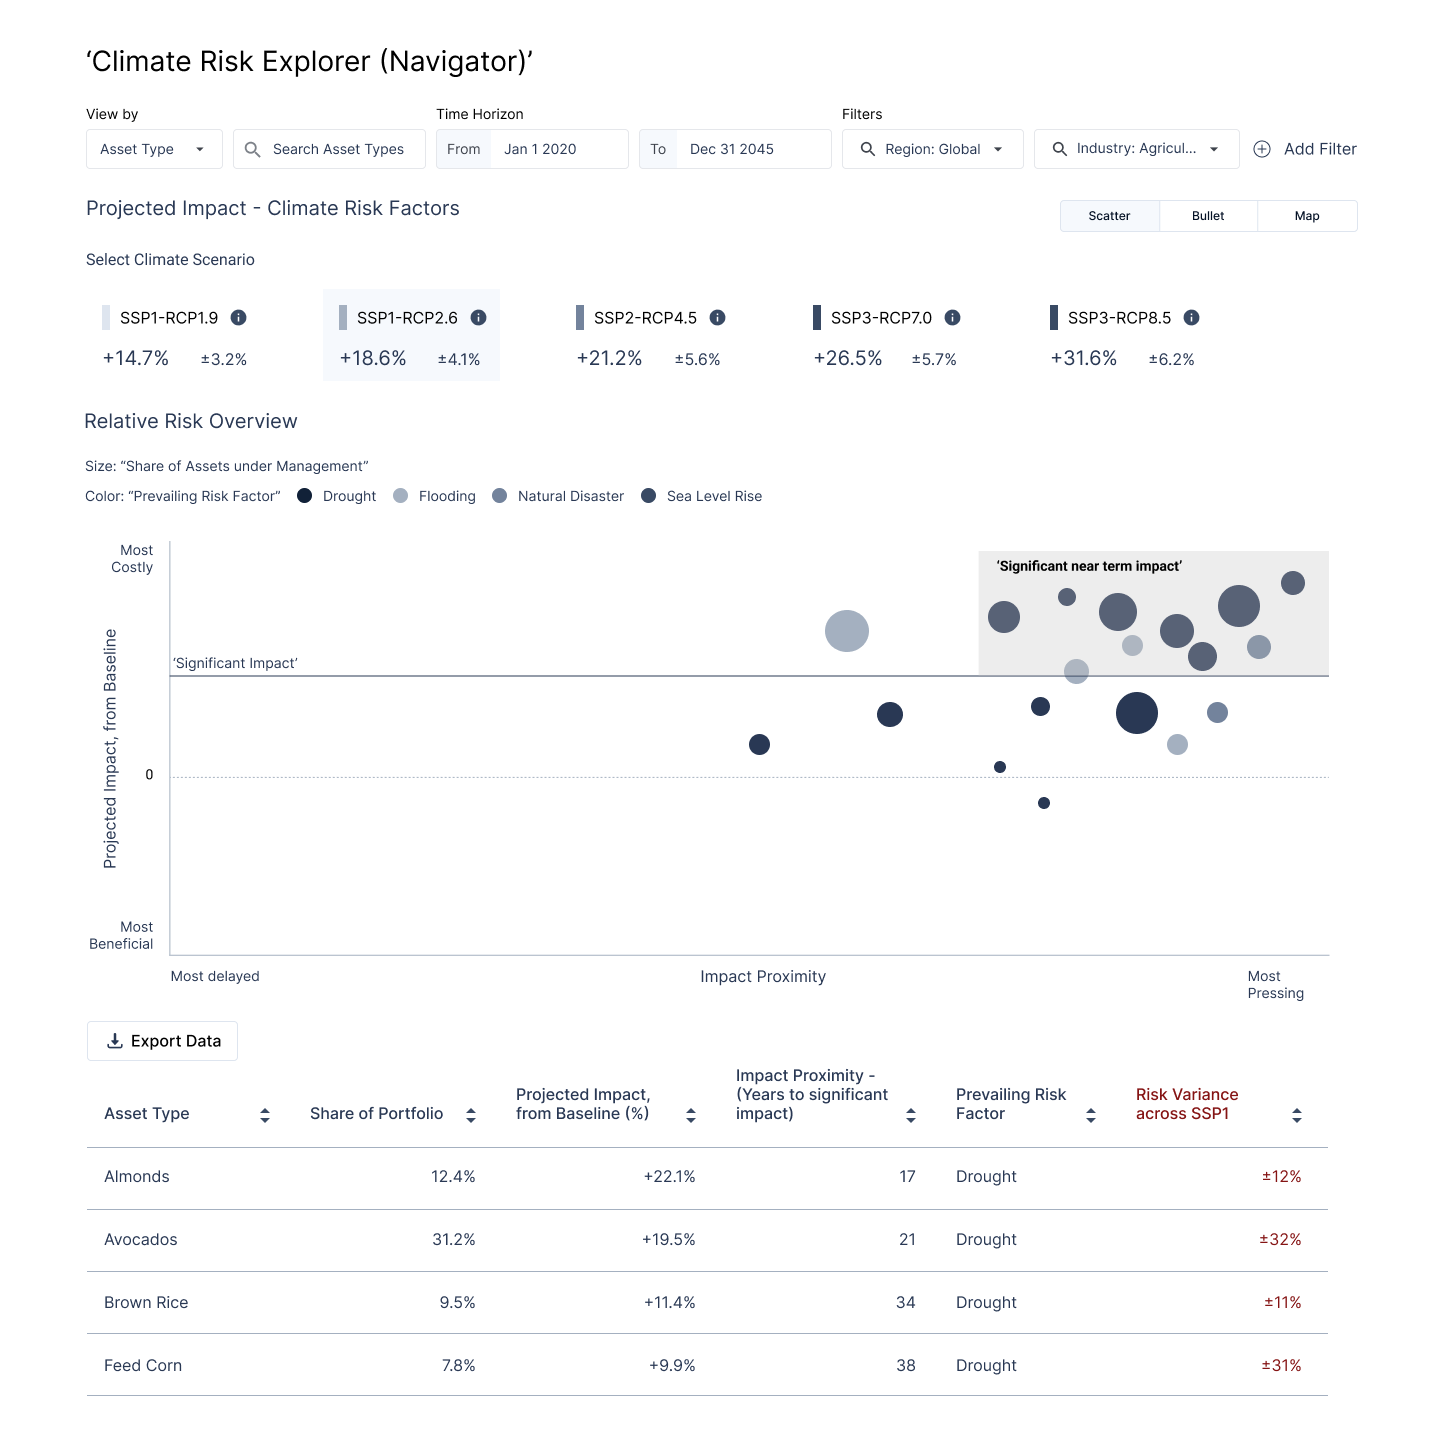 ‘Climate Risk Explorer (Navigator)’
View by
Time Horizon
Filters
Asset Type
Search Asset Types
From
Jan 1 2020
To
Dec 31 2045
Region: Global
Industry: Agricul...
Add Filter
Projected Impact - Climate Risk Factors
Scatter
Bullet
Map
Select Climate Scenario
SSP1-RCP1.9
+14.7%
±3.2%
SSP1-RCP2.6
+18.6%
±4.1%
SSP2-RCP4.5
+21.2%
±5.6%
SSP3-RCP7.0
+26.5%
±5.7%
SSP3-RCP8.5
+31.6%
±6.2%
Relative Risk Overview
Size: “Share of Assets under Management”
Color: “Prevailing Risk Factor”
Drought
Flooding
Natural Disaster
Sea Level Rise
Most
Costly
‘Significant near term impact’
‘Significant Impact’
Projected Impact, from Baseline
0
Most
Beneficial
Most delayed
Impact Proximity
Most
Pressing
Export Data
Asset Type
Share of Portfolio
Projected Impact,
from Baseline (%)
Impact Proximity -
(Years to significant
impact)
Prevailing Risk
Factor
Risk Variance
across SSP1
Almonds
12.4%
+22.1%
17
Drought
±12%
Avocados
31.2%
+19.5%
21
Drought
±32%
Brown Rice
9.5%
+11.4%
34
Drought
±11%
Feed Corn
7.8%
+9.9%
38
Drought
±31%